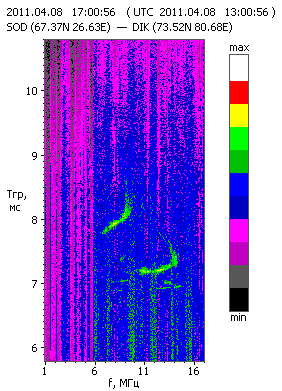 2011.04.08 17:00:56 (UTC 2011.04.08 13:00:56)
SOD (67.37N 26.63E) — DIK (73.52N 80.68E)
max
10
9
Tгр,
мс
8
7
6
min
1 6 11 16
f, МГц